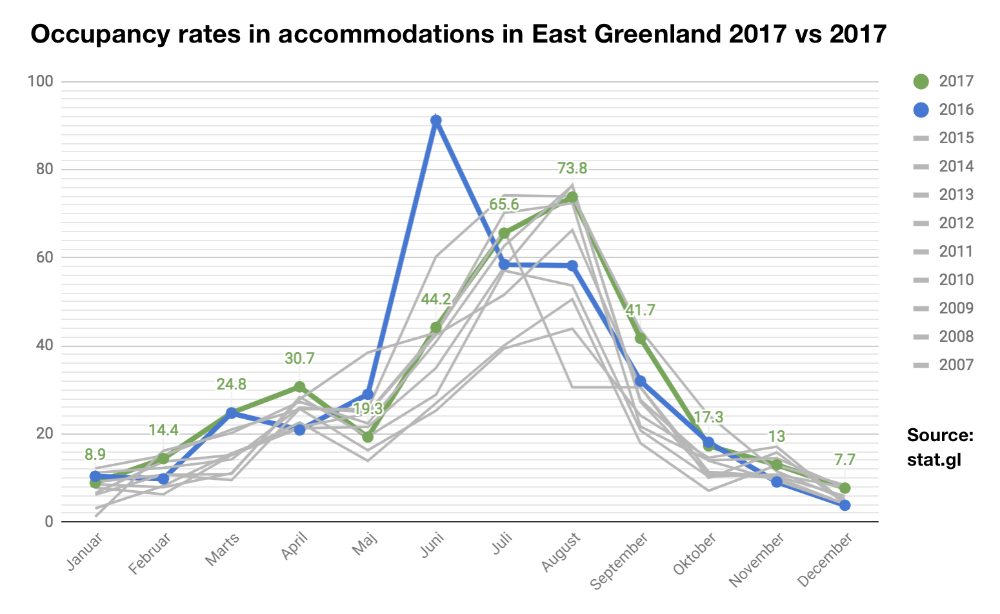 Occupancy rates in accommodations in East Greenland 2017 vs 2017
100
80
60
40
20
0
8.9
14.4
24.8
30.7
19.3
44.2
65.6
73.8
41.7
17.3
13
7.7
Januar
Februar
Marts
April
Maj
Juni
Juli
August
September
Oktober
November
December
2017
2016
2015
2014
2013
2012
2011
2010
2009
2008
2007
Source:
stat.gl